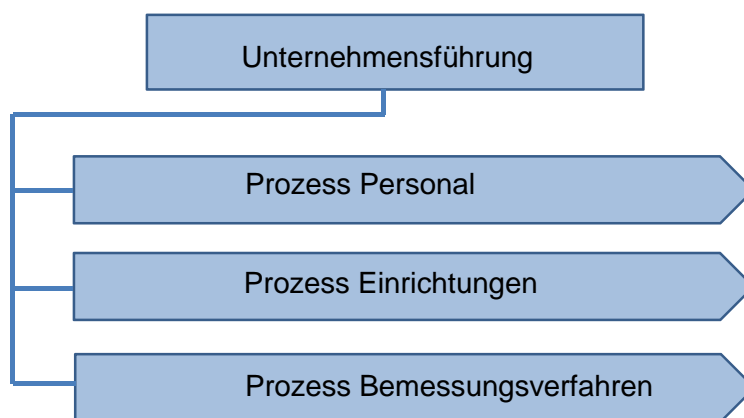 Unternehmensführung
Prozess Personal
Prozess Einrichtungen
Prozess Bemessungsverfahren